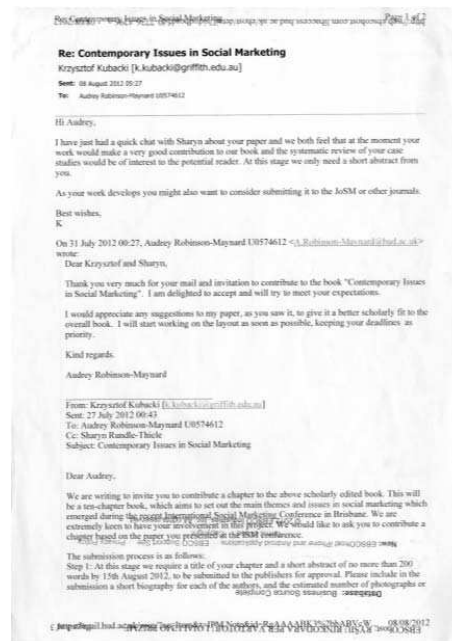 Re: Contemporary Issues in Social Marketing
Page 1 of 2
Re: Contemporary Issues in Social Marketing
Krzysztof Kubacki [k.kubacki@griffith.edu.au]
Sent: 08 August 2012 05:27
To: Audrey Robinson-Maynard U0574612
Hi Audrey,
I have just had a quick chat with Sharyn about your paper and we both feel that at the moment your
work would make a very good contribution to our book and the systematic review of your case
studies would be of interest to the potential reader. At this stage we only need a short abstract from
you.
As your work develops you might also want to consider submitting it to the JoSM or other journals.
Best wishes,
K
On 31 July 2012 00:27, Audrey Robinson-Maynard U0574612 <A.Robinson-Maynard@hud.ac.uk>
wrote:
Dear Krzysztof and Sharyn,
Thank you very much for your mail and invitation to contribute to the book "Contemporary Issues
in Social Marketing". I am delighted to accept and will try to meet your expectations.
I would appreciate any suggestions to my paper, as you saw it, to give it a better scholarly fit to the
overall book. I will start working on the layout as soon as possible, keeping your deadlines as
priority.
Kind regards.
Audrey Robinson-Maynard
From: Krzysztof Kubacki [k.kubacki@griffith.edu.au]
Sent: 27 July 2012 00:43
To: Audrey Robinson-Maynard U0574612
Cc: Sharyn Rundle-Thiele
Subject: Contemporary Issues in Social Marketing
Dear Audrey,
We are writing to invite you to contribute a chapter to the above scholarly edited book. This will
be a ten-chapter book, which aims to set out the main themes and issues in social marketing which
emerged during the recent International Social Marketing Conference in Brisbane. We are
extremely keen to have your involvement in this project. We would like to ask you to contribute a
chapter based on the paper you presented at the ISM conference.
New: EBSCOhost iPhone and Android Application
The submission process is as follows:
Step 1: At this stage we require a title of your chapter and a short abstract of no more than 200
words by 15th August 2012, to be submitted to the publishers for approval. Please include in the
submission a short biography for each of the authors, and the estimated number of photographs or
Database: Business Source Complete
08/08/2012